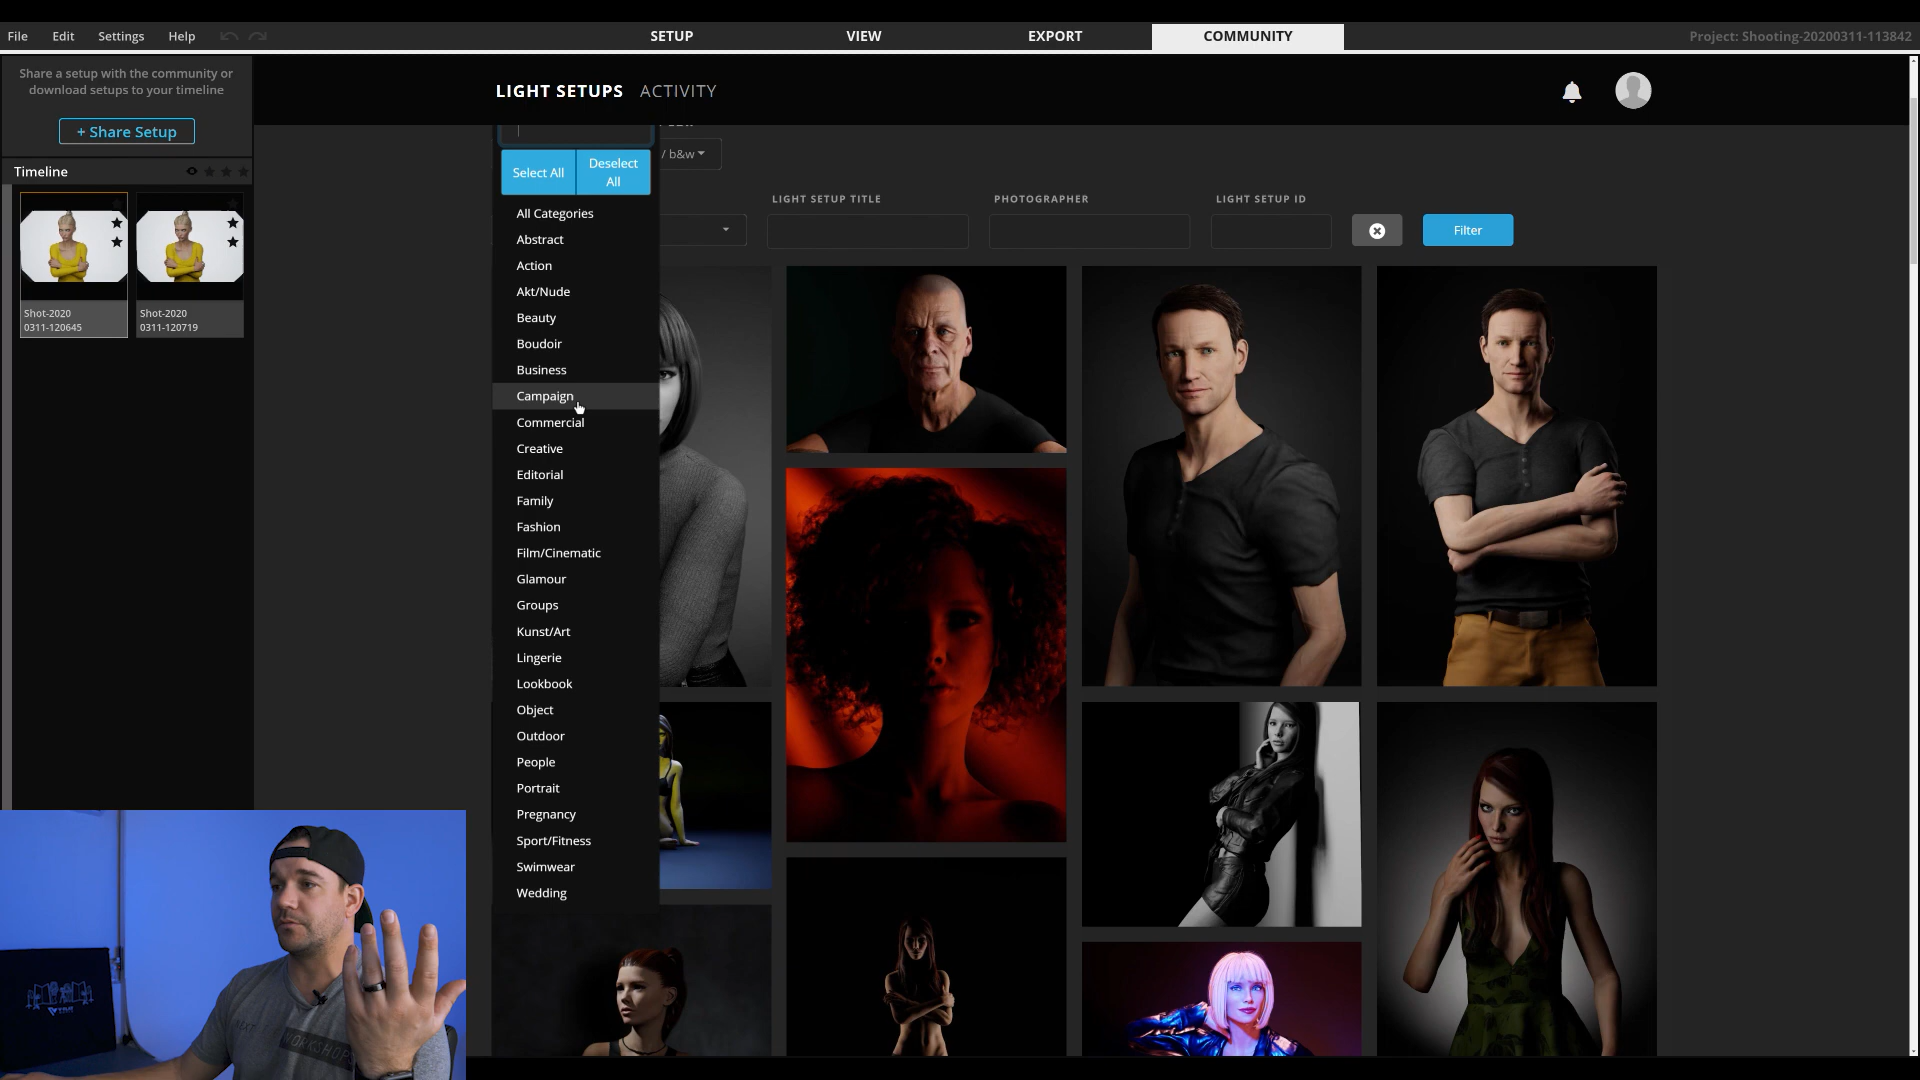 File Edit Settings Help
SETUP VIEW EXPORT COMMUNITY
Project: Shooting-20200311-113842
Share a setup with the community or
download setups to your timeline
+ Share Setup
Timeline
Shot-2020
0311-120645
Shot-2020
0311-120719
LIGHT SETUPS ACTIVITY
/ b&w
Select All
Deselect
All
All Categories
Abstract
Action
Akt/Nude
Beauty
Boudoir
Business
Campaign
Commercial
Creative
Editorial
Family
Fashion
Film/Cinematic
Glamour
Groups
Kunst/Art
Lingerie
Lookbook
Object
Outdoor
People
Portrait
Pregnancy
Sport/Fitness
Swimwear
Wedding
LIGHT SETUP TITLE
PHOTOGRAPHER
LIGHT SETUP ID
Filter
WORKSHOPS